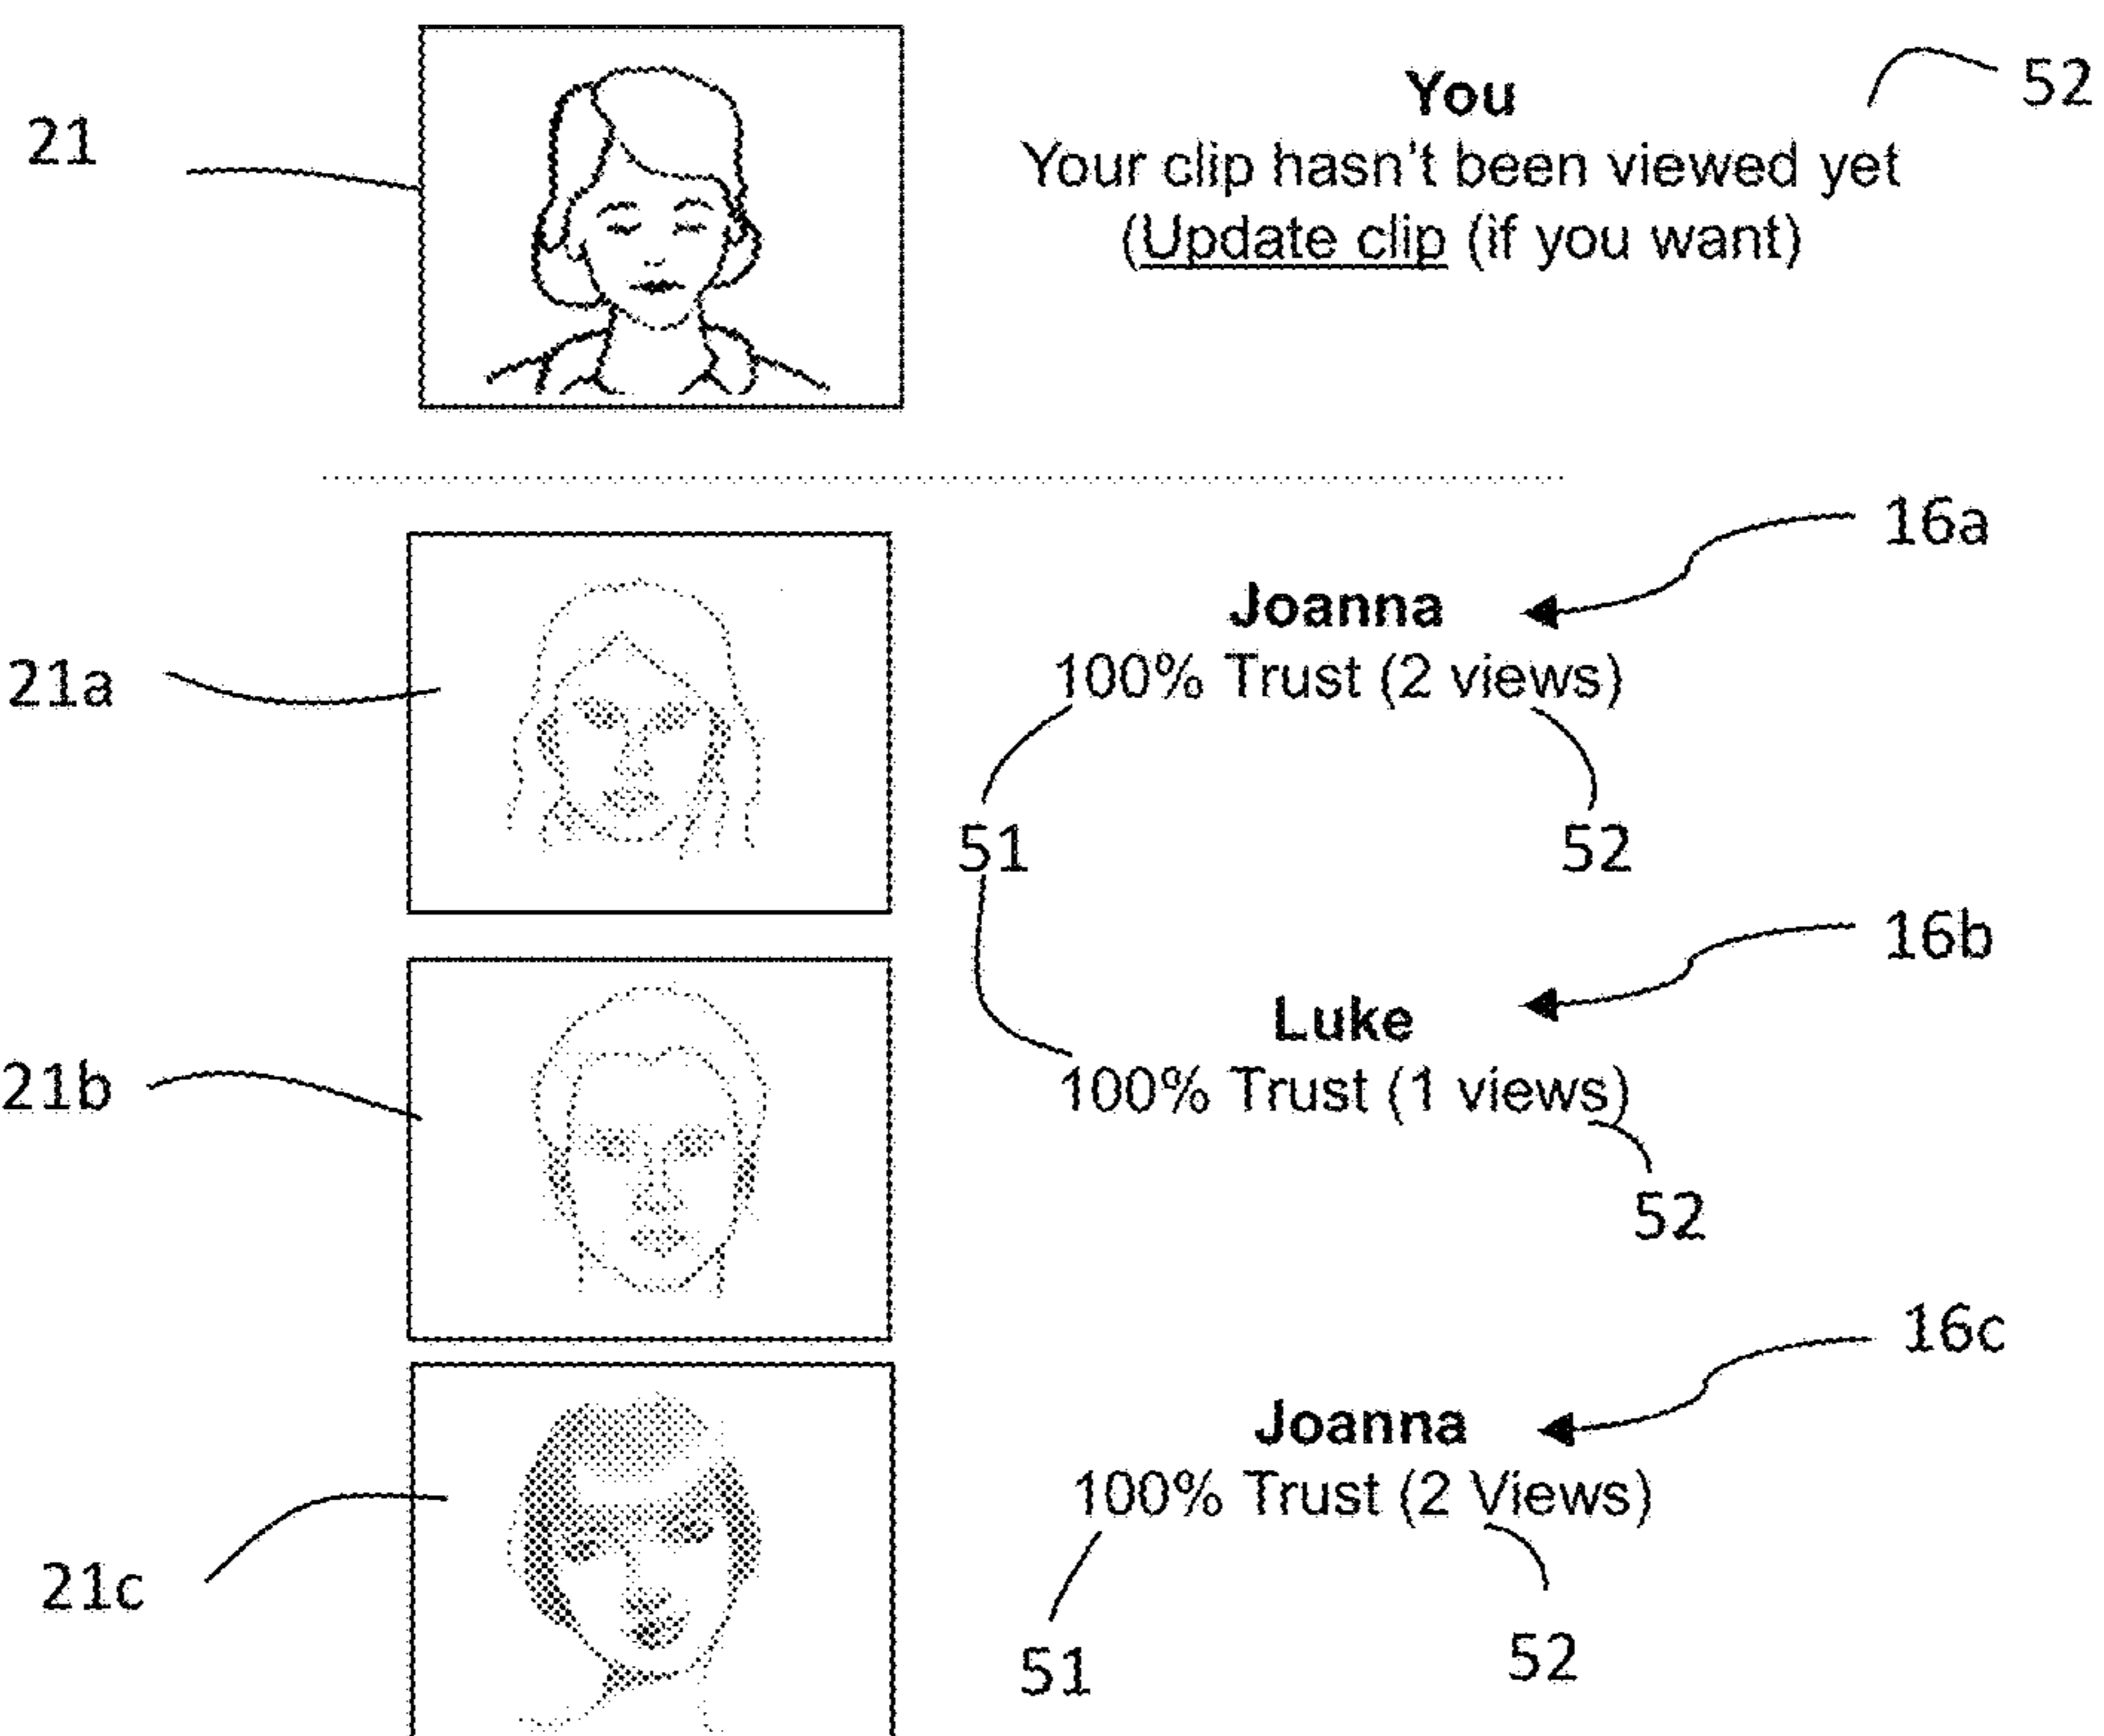 You
52
21
Your clip hasn't been viewed yet
(Update clip (if you want)
16a
Joanna
21a
100% Trust (2 views)
51
52
16b
Luke
21b
100% Trust (1 views)
52
16c
Joanna
100% Trust (2 Views)
21c
51
52